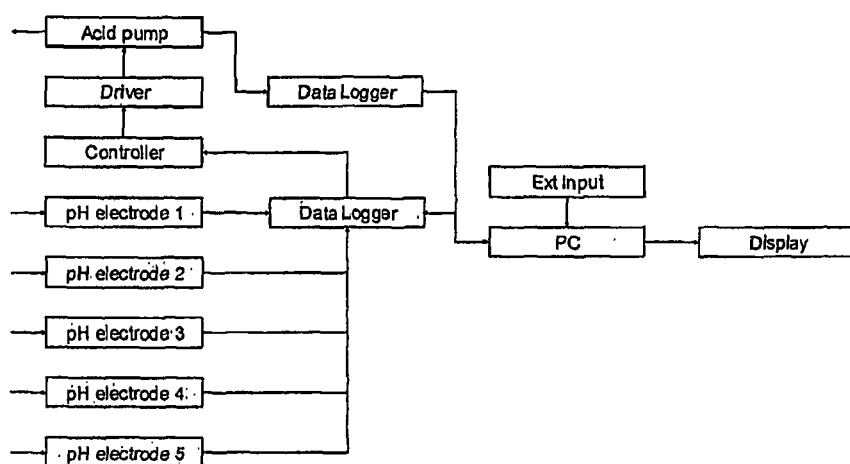 Acid pump
Driver
Data Logger
Controller
Ext Input
pH electrode 1
Data Logger
PC
Display
pH electrode 2
pH electrode 3
pH electrode 4
pH electrode 5